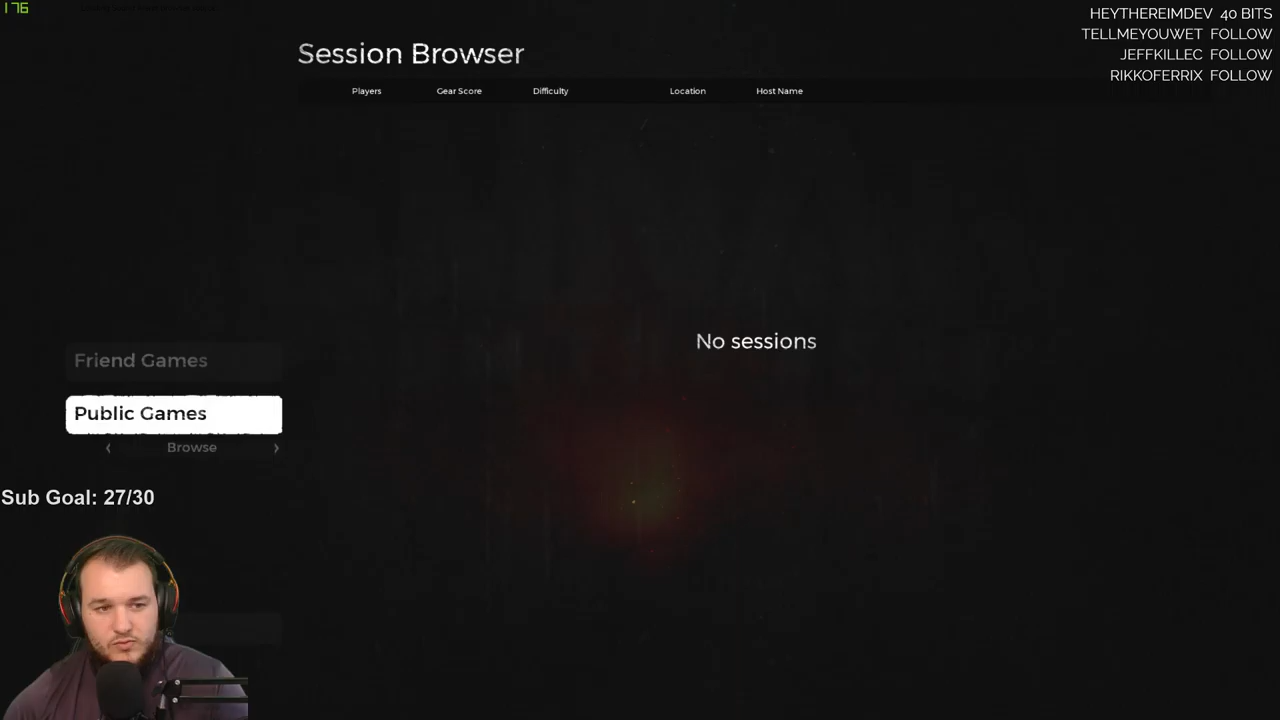 176
HEYTHEREIMDEV 40 BITS
TELLMEYOUWET FOLLOW
JEFFKILLEC FOLLOW
RIKKOFERRIX FOLLOW
Session Browser
Players Gear Score Difficulty Location Host Name
No sessions
Friend Games
Public Games
Browse
Sub Goal: 27/30